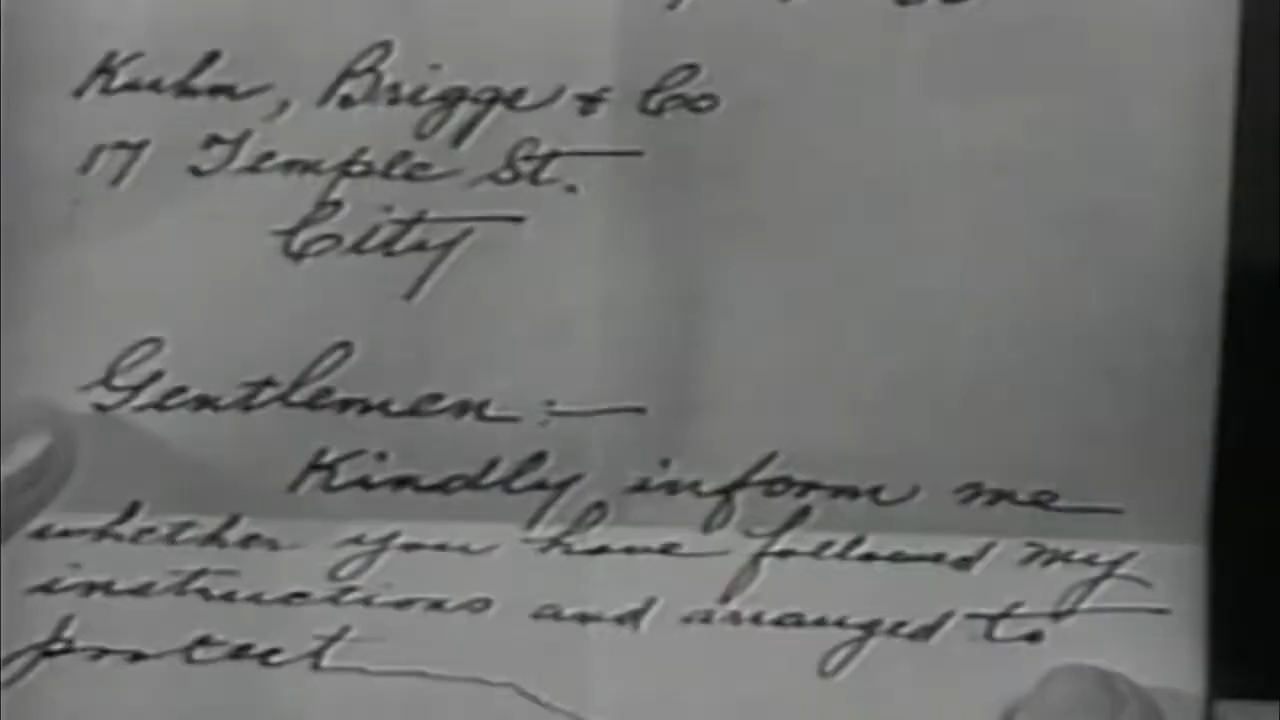 Kuhn, Briggs & Co
17 Temple St.
City
Gentlemen:—
Kindly inform me
whether you have followed my
instructions and arranged to
protect